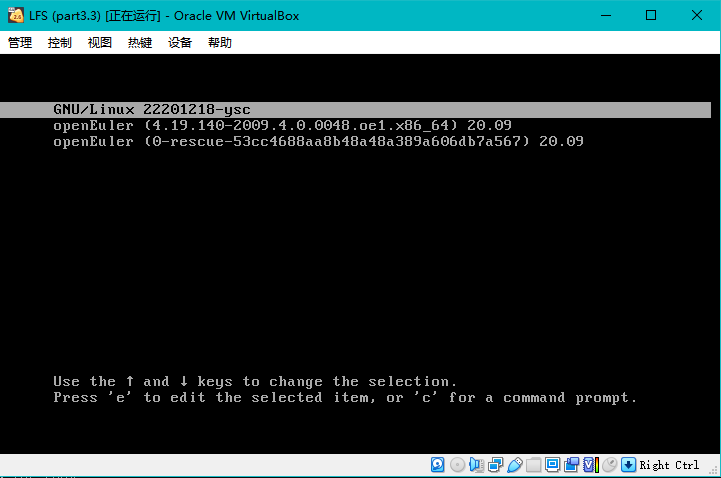 LFS (part3.3) [正在运行] - Oracle VM VirtualBox
管理 控制 视图 热键 设备 帮助
GNU/Linux 22201218-ysc
openEuler (4.19.140-2009.4.0.0048.oe1.x86_64) 20.09
openEuler (0-rescue-53cc4688aa8b48a48a389a606db7a567) 20.09
Use the ↑ and ↓ keys to change the selection.
Press 'e' to edit the selected item, or 'c' for a command prompt.
Right Ctrl